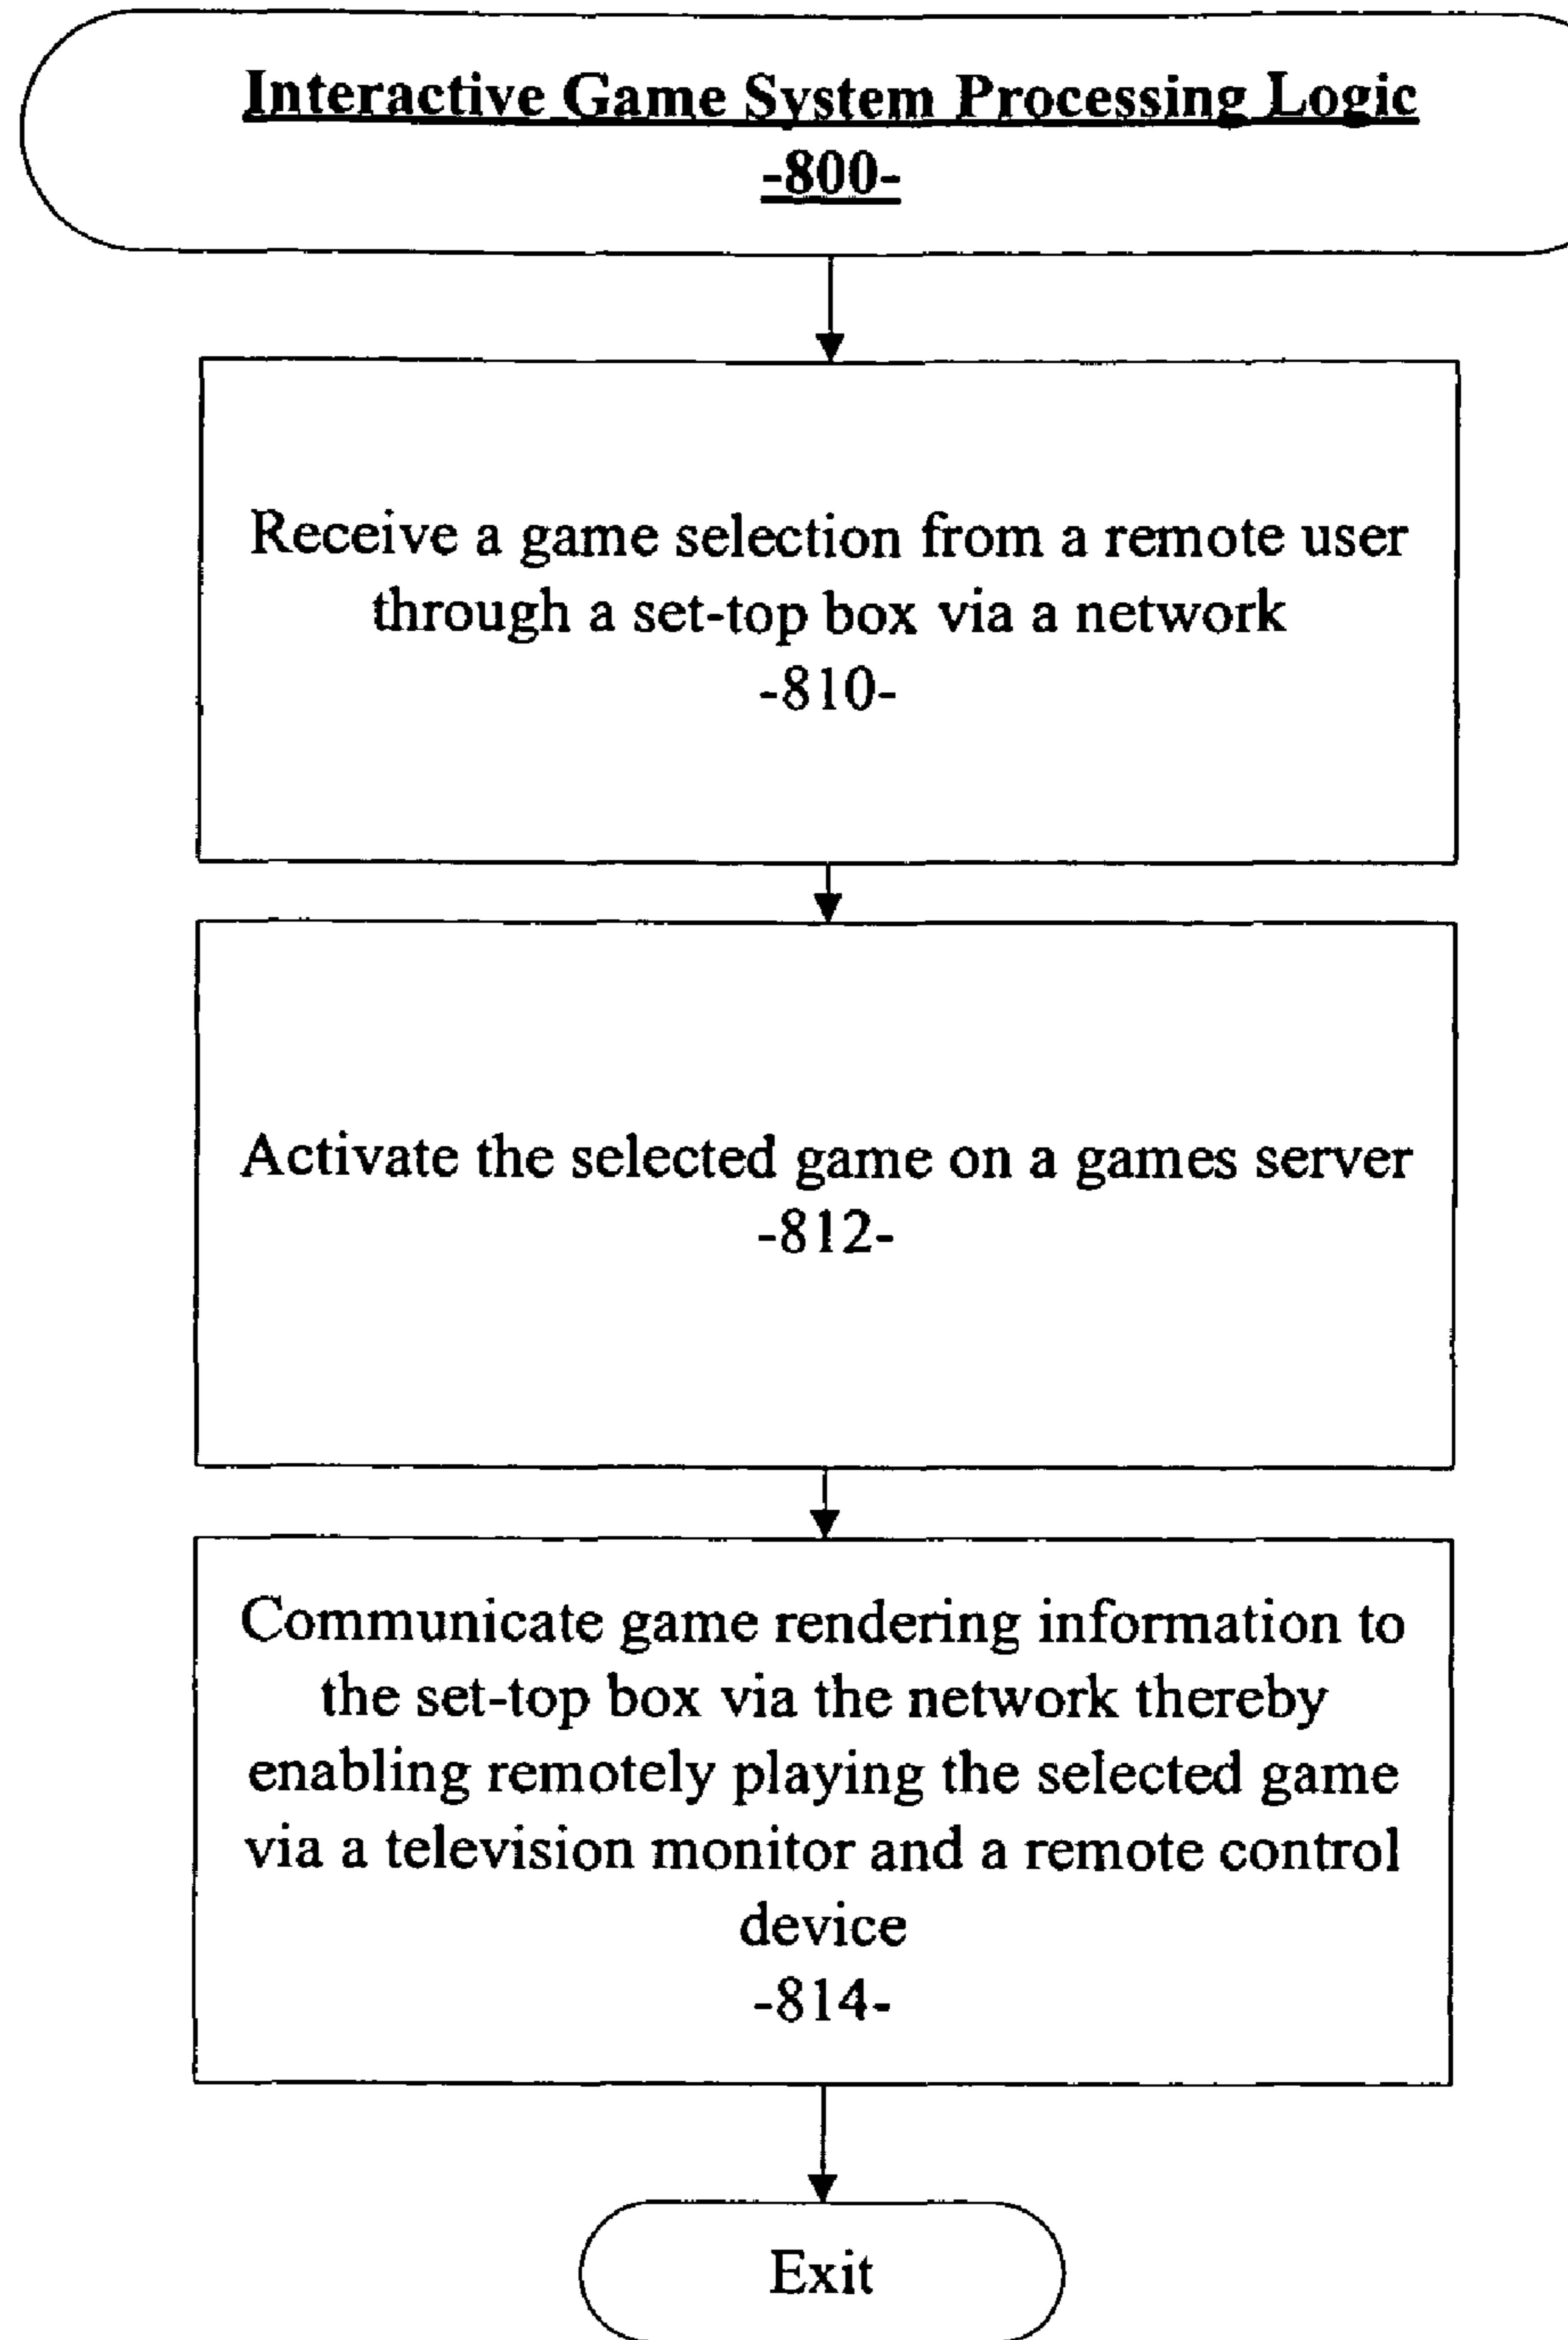 Interactive Game System Processing Logic
-800-
Receive a game selection from a remote user
through a set-top box via a network
-810-
Activate the selected game on a games server
-812-
Communicate game rendering information to
the set-top box via the network thereby
enabling remotely playing the selected game
via a television monitor and a remote control
device
-814-
Exit